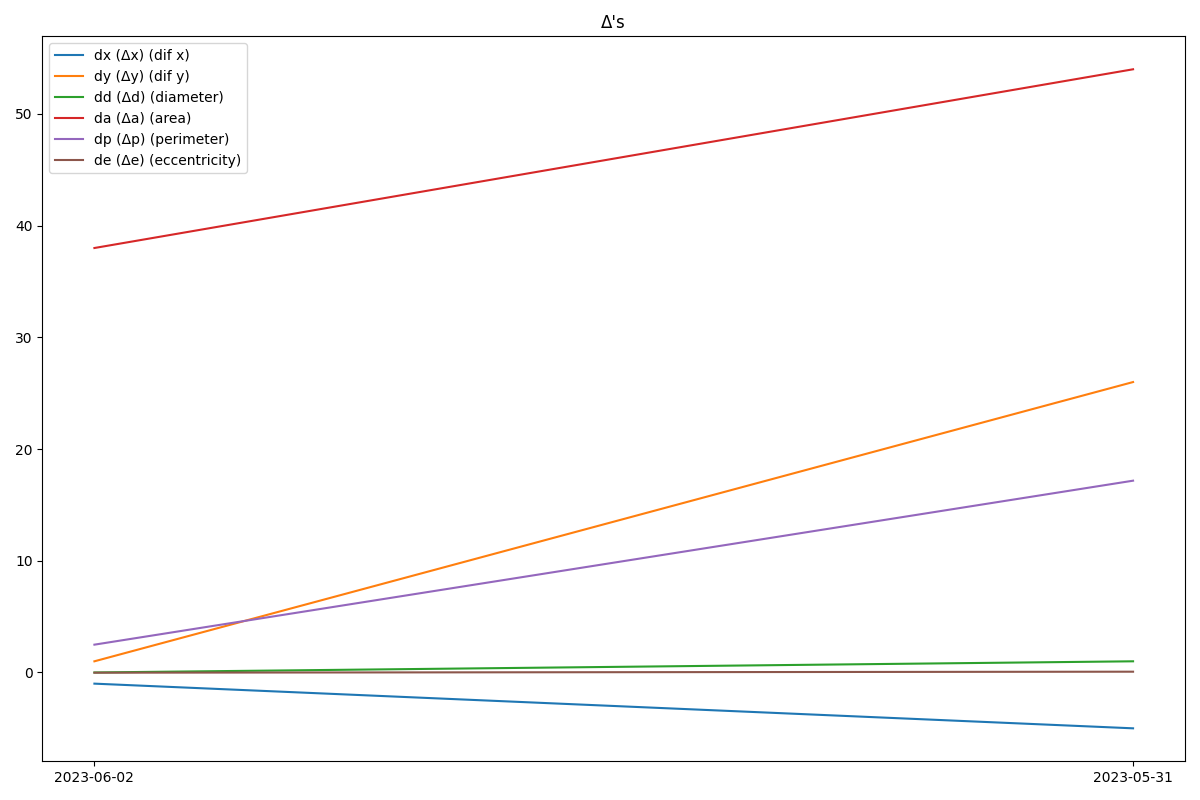 Δ's
dx (Δx) (dif x)
dy (Δy) (dif y)
dd (Δd) (diameter)
da (Δa) (area)
dp (Δp) (perimeter)
de (Δe) (eccentricity)
50
40
30
20
10
0
2023-06-02 2023-05-31